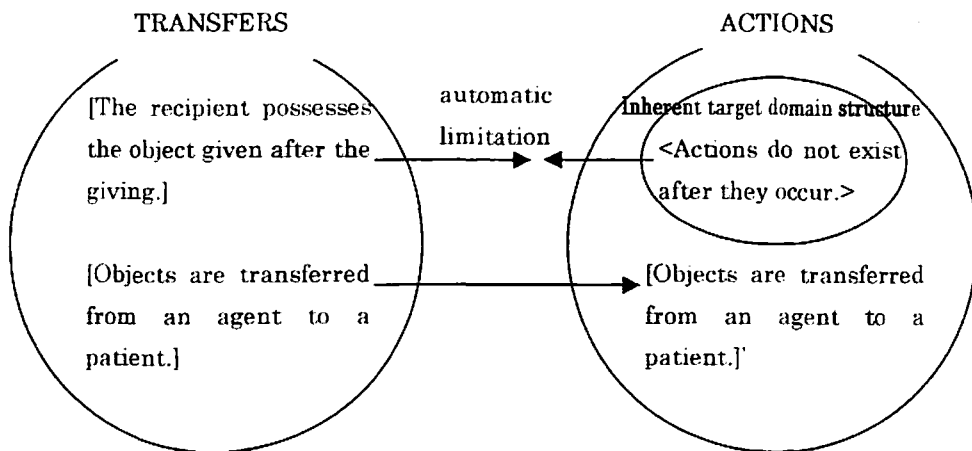 TRANSFERS
ACTIONS
[The recipient possesses
the object given after the
giving.]
automatic
limitation
Inherent target domain structure
<Actions do not exist
after they occur.>
[Objects are transferred
from an agent to a
patient.]
[Objects are transferred
from an agent to a
patient.]'